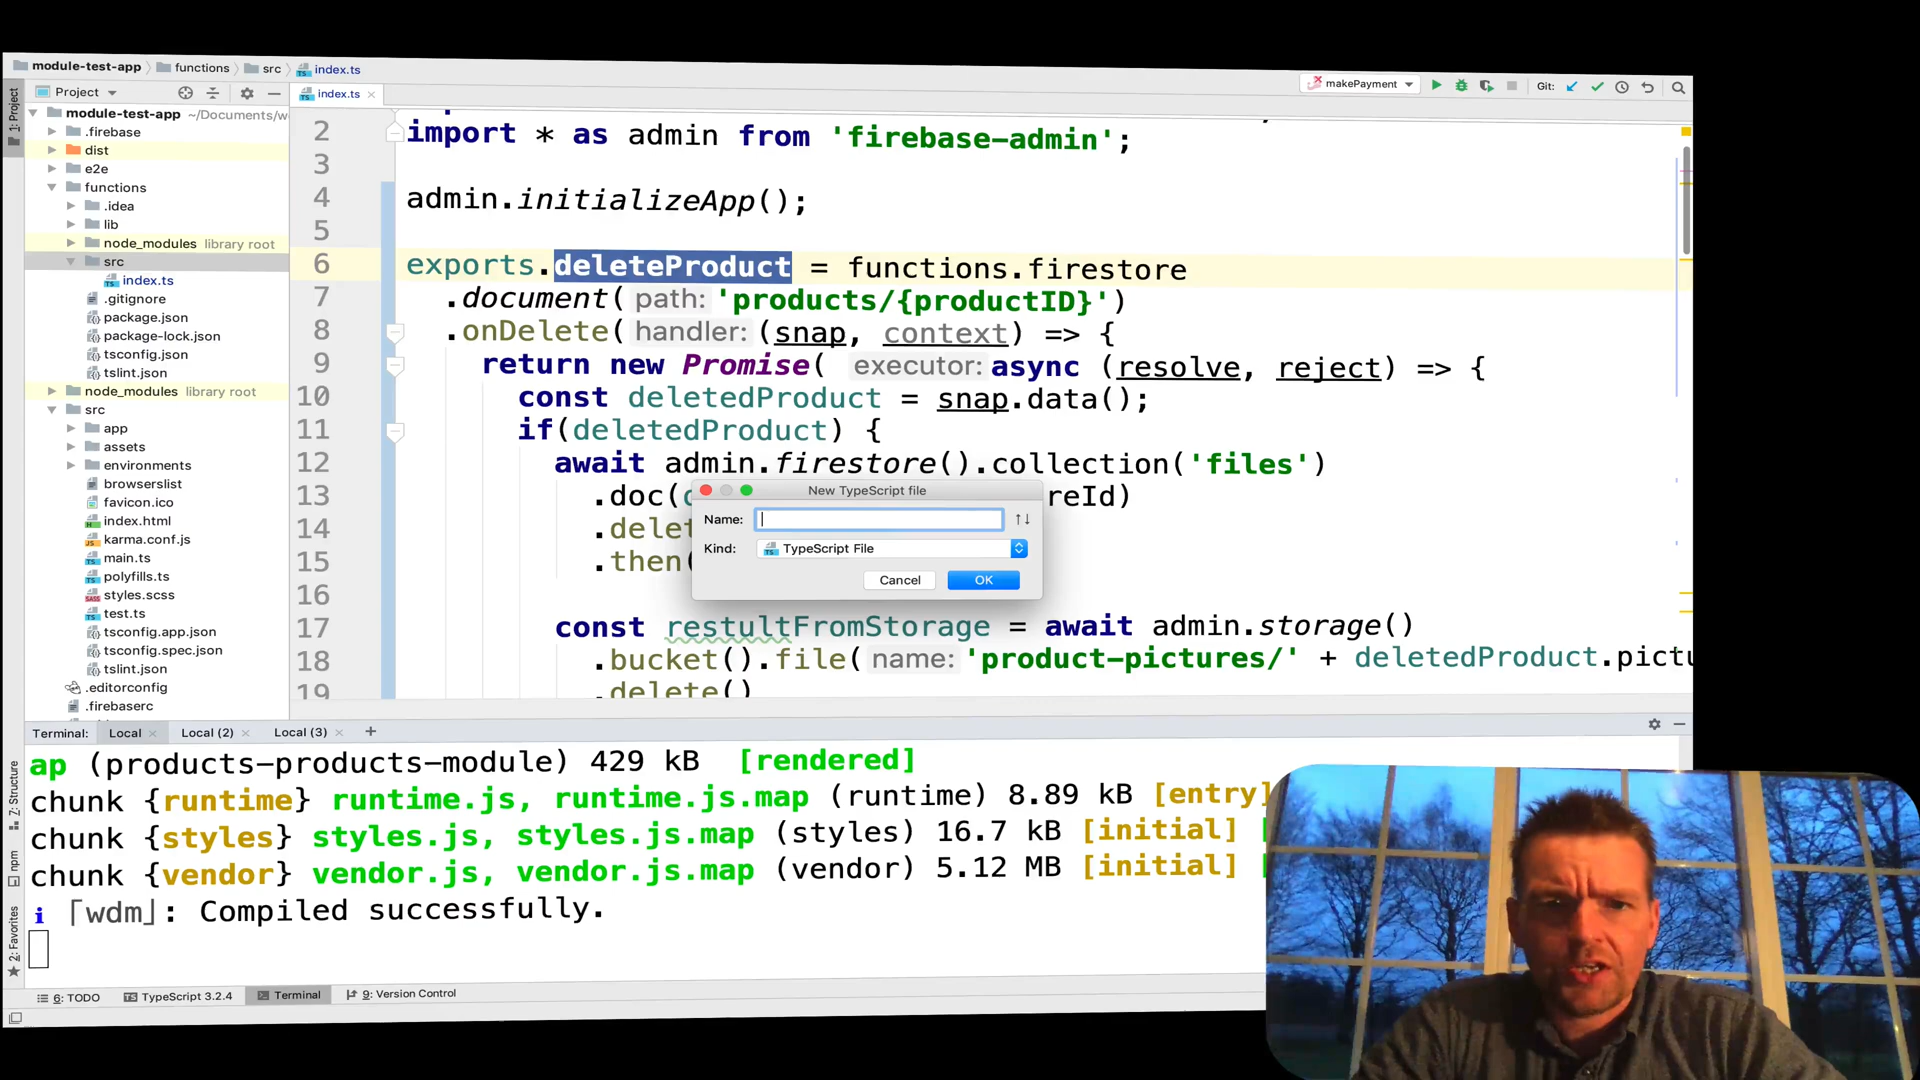 module-test-app functions src index.ts
makePayment Git:
1: Project
Project
index.ts
module-test-app ~/Documents/w
.firebase
dist
e2e
functions
.idea
lib
node_modules library root
src
index.ts
.gitignore
package.json
package-lock.json
tsconfig.json
tslint.json
node_modules library root
src
app
assets
environments
browserslist
favicon.ico
index.html
karma.conf.js
main.ts
polyfills.ts
styles.scss
test.ts
tsconfig.app.json
tsconfig.spec.json
tslint.json
.editorconfig
.firebaserc
2 import * as admin from 'firebase-admin';
3
4 admin.initializeApp();
5
6 exports.deleteProduct = functions.firestore
7 .document( path: 'products/{productID}')
8 .onDelete( handler: (snap, context) => {
9 return new Promise( executor: async (resolve, reject) => {
10 const deletedProduct = snap.data();
11 if(deletedProduct) {
12 await admin.firestore().collection('files')
13 .doc( reId)
14 .delet
15 .then(
16
17 const restultFromStorage = await admin.storage()
18 .bucket().file( name: 'product-pictures/' + deletedProduct.pictu
19 .delete()
New TypeScript file
Name:
Kind: TypeScript File
Cancel OK
Terminal: Local Local (2) Local (3) +
ap (products-products-module) 429 kB [rendered]
chunk {runtime} runtime.js, runtime.js.map (runtime) 8.89 kB [entry]
chunk {styles} styles.js, styles.js.map (styles) 16.7 kB [initial]
chunk {vendor} vendor.js, vendor.js.map (vendor) 5.12 MB [initial]
i ｢wdm｣: Compiled successfully.
7: Structure
npm
2: Favorites
6: TODO TypeScript 3.2.4 Terminal 9: Version Control